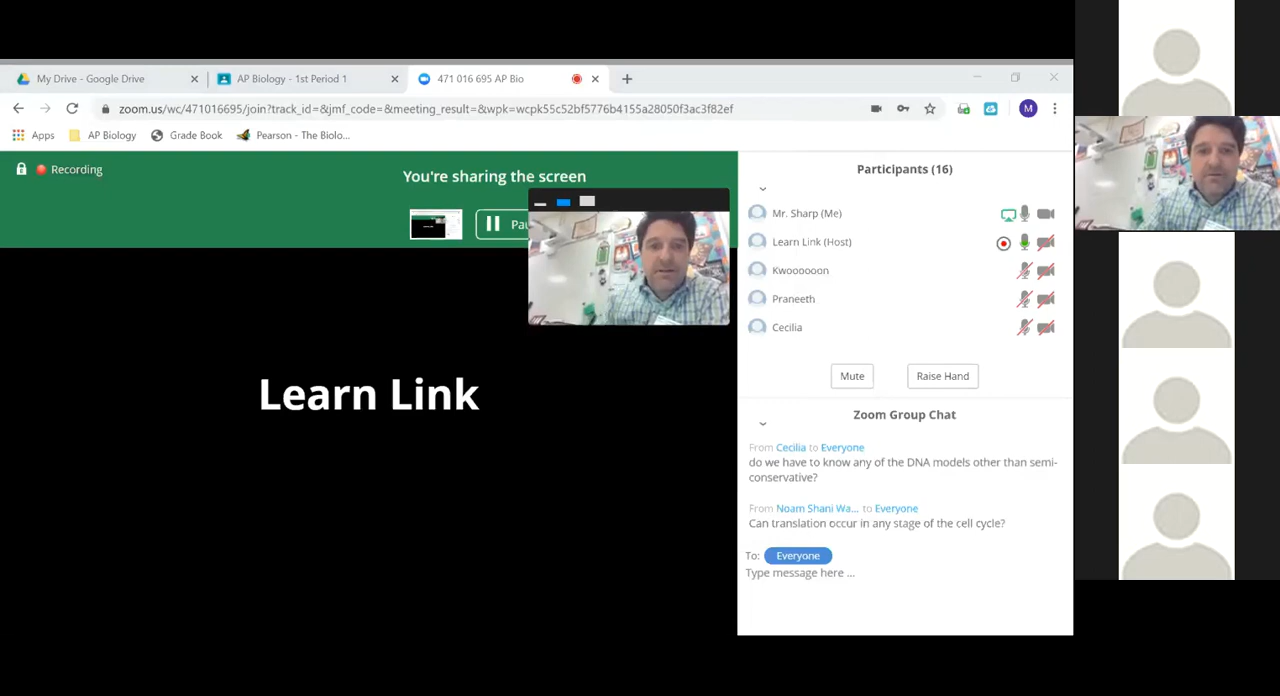 My Drive - Google Drive
AP Biology - 1st Period 1
471 016 695 AP Bio
zoom.us/wc/471016695/join?track_id=&jmf_code=&meeting_result=&wpk=wcpk55c52bf5776b4155a28050f3ac3f82ef
M
Apps
AP Biology
Grade Book
Pearson - The Biolo...
Recording
You're sharing the screen
Pau
Learn Link
Participants (16)
Mr. Sharp (Me)
Learn Link (Host)
Kwoooooon
Praneeth
Cecilia
Mute
Raise Hand
Zoom Group Chat
From Cecilia to Everyone
do we have to know any of the DNA models other than semi-
conservative?
From Noam Shani Wa... to Everyone
Can translation occur in any stage of the cell cycle?
To: Everyone
Type message here ...